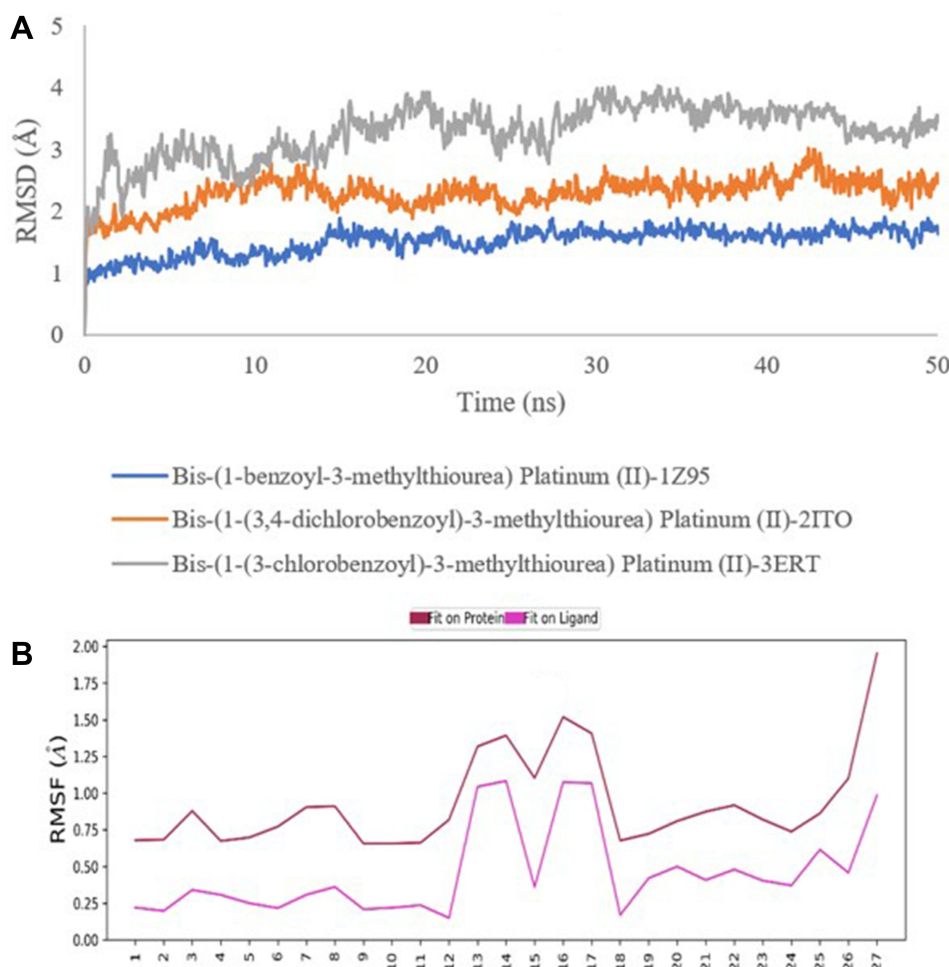 A
5
4
3
2
1
0
RMSD (Å)
0 10 20 30 40 50
Time (ns)
Bis-(1-benzoyl-3-methylthiourea) Platinum (II)-1Z95
Bis-(1-(3,4-dichlorobenzoyl)-3-methylthiourea) Platinum (II)-2ITO
Bis-(1-(3-chlorobenzoyl)-3-methylthiourea) Platinum (II)-3ERT
Fit on Protein Fit on Ligand
B
2.00
1.75
1.50
1.25
1.00
0.75
0.50
0.25
0.00
RMSF (Å)
1 2 3 4 5 6 7 8 9 10 11 12 13 14 15 16 17 18 19 20 21 22 23 24 25 26 27